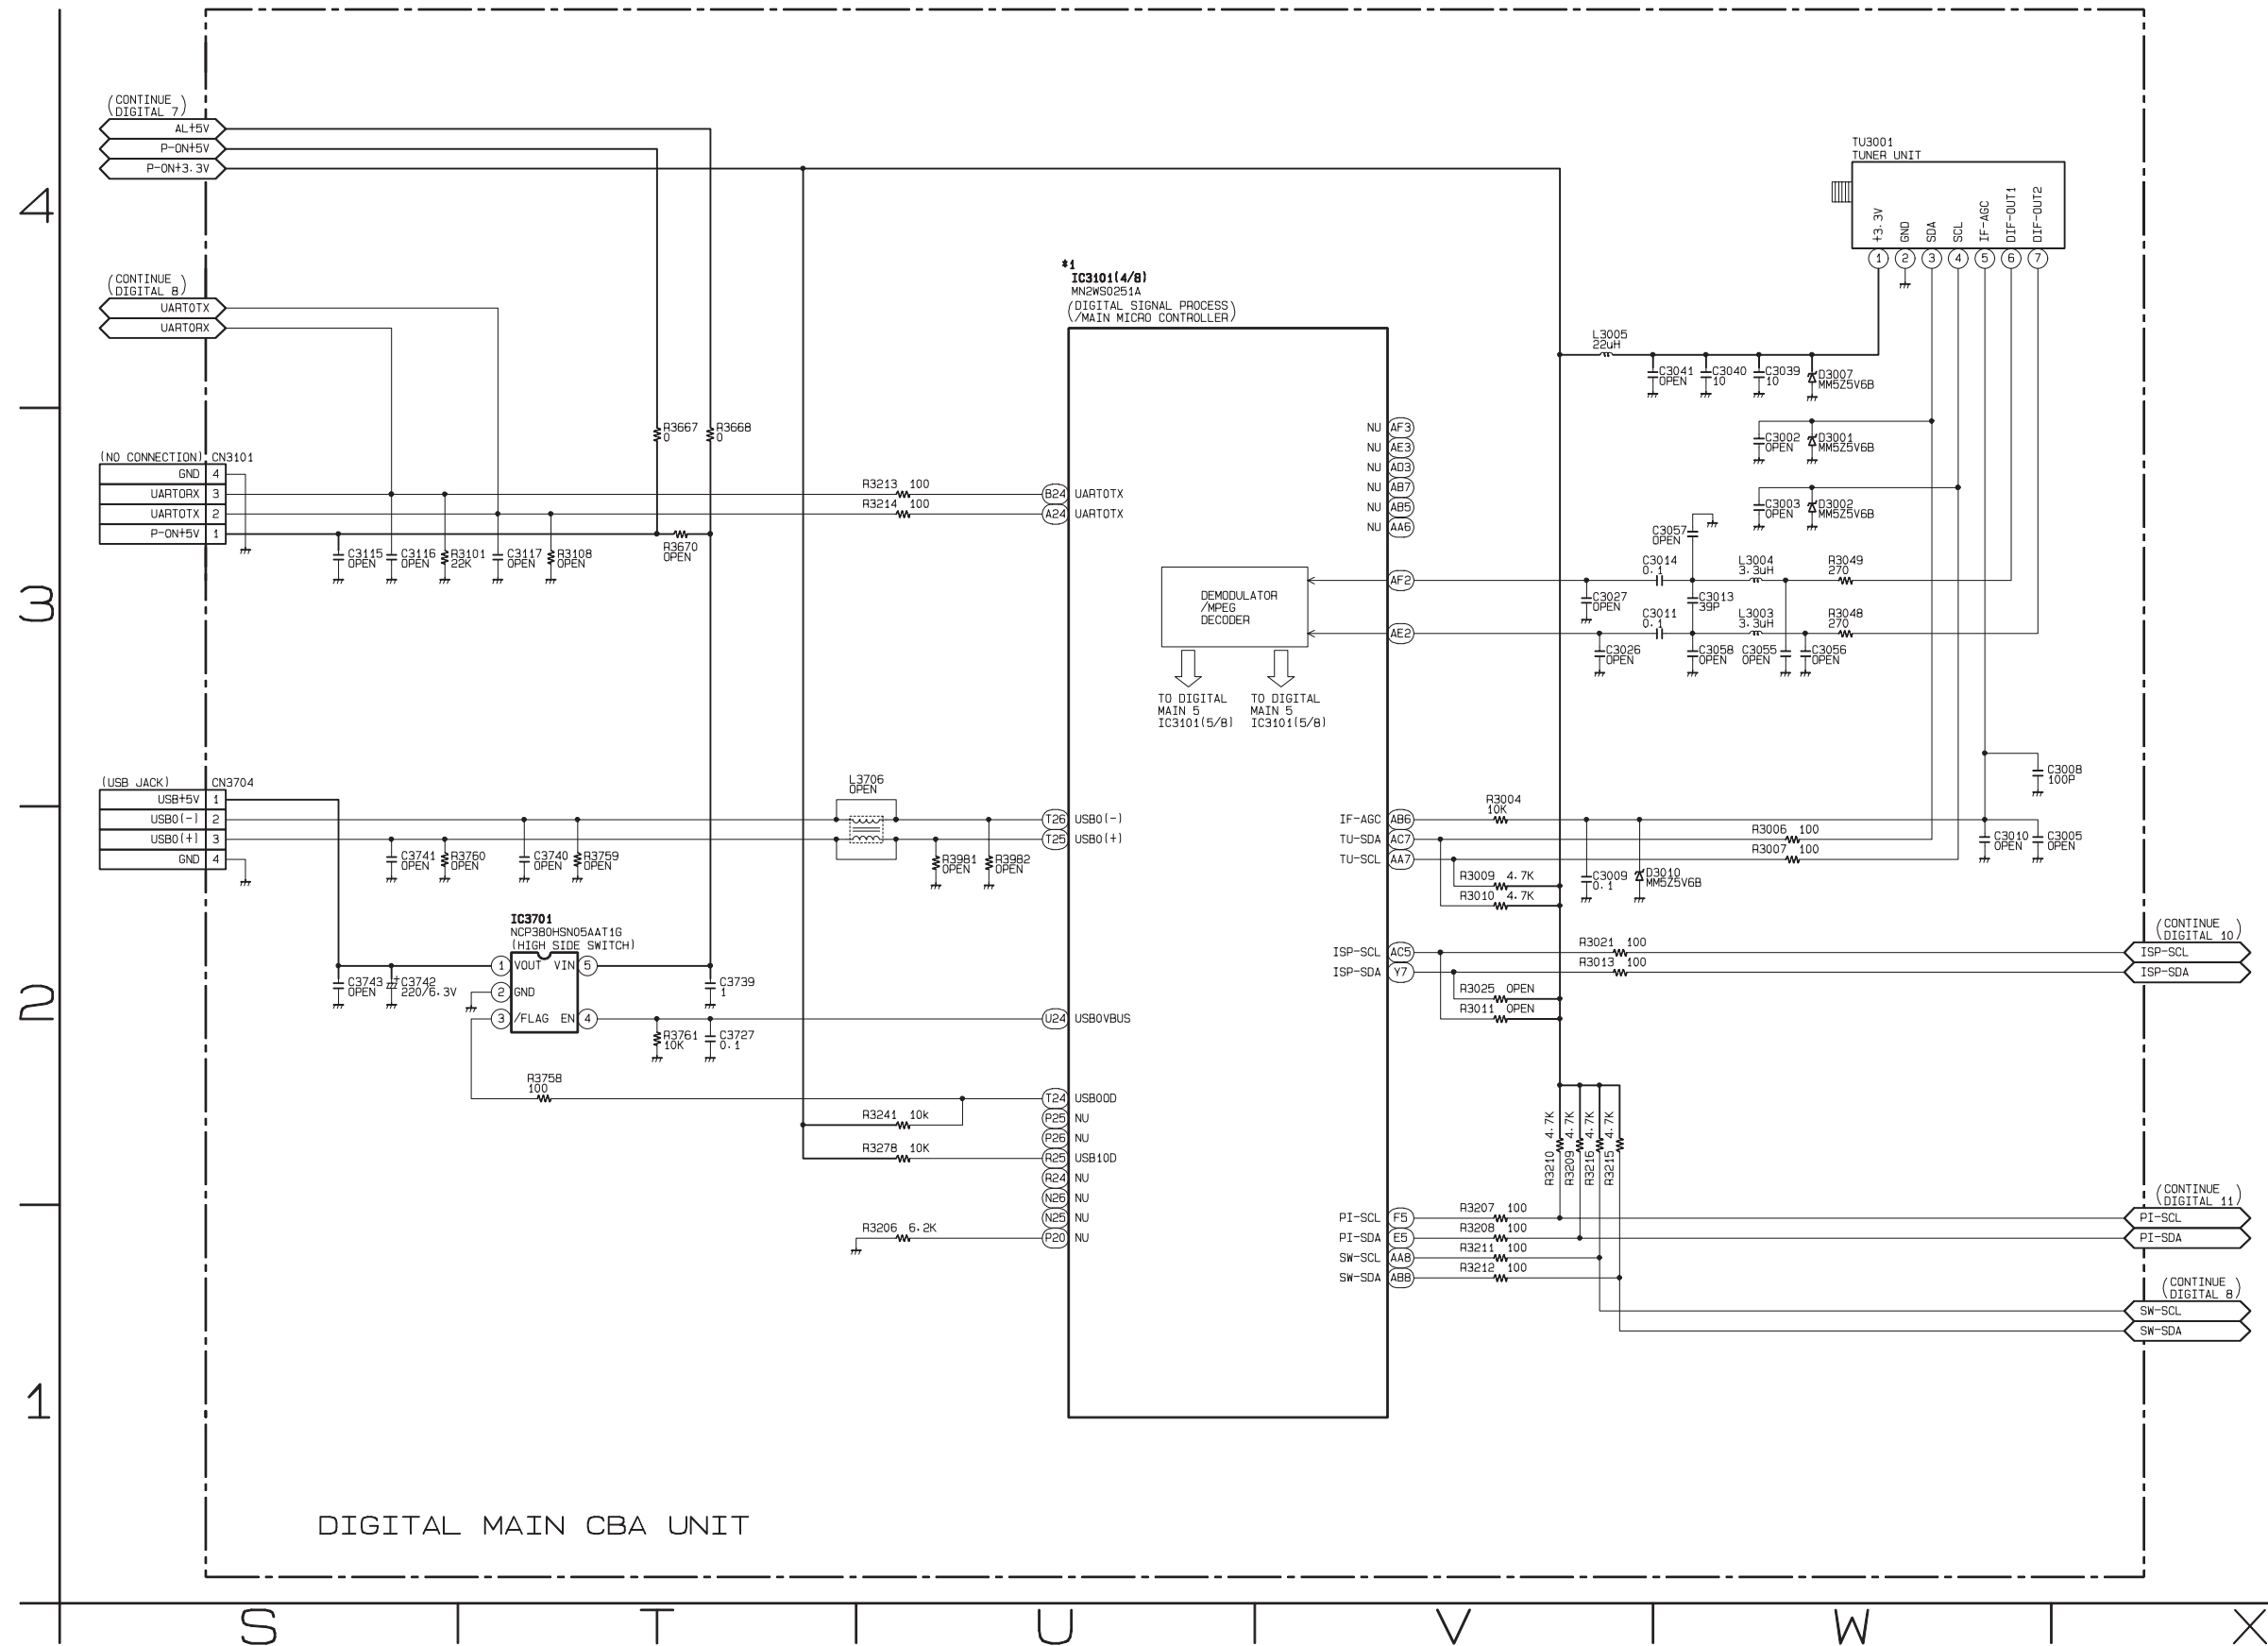 (CONTINUE
DIGITAL 7)
AL+5V
P-ON+5V
P-ON+3.3V
(CONTINUE
DIGITAL 8)
UART0TX
UART0RX
(NO CONNECTION) CN3101
GND 4
UART0RX 3
UART0TX 2
P-ON+5V 1
C3115
OPEN
C3116
OPEN
R3101
22K
C3117
OPEN
R3108
OPEN
R3667
0
R3668
0
R3670
OPEN
R3213 100
R3214 100
(USB JACK) CN3704
USB+5V 1
USB0(-) 2
USB0(+) 3
GND 4
C3741
OPEN
R3760
OPEN
C3740
OPEN
R3759
OPEN
L3706
OPEN
R3981
OPEN
R3982
OPEN
IC3701
NCP380HSN05AAT1G
(HIGH SIDE SWITCH)
1 VOUT VIN 5
2 GND
3 /FLAG EN 4
C3743
OPEN
+
C3742
220/6.3V
C3739
1
R3761
10K
C3727
0.1
R3758
100
R3241 10k
R3278 10K
R3206 6.2K
*1
IC3101(4/8)
MN2WS0251A
(DIGITAL SIGNAL PROCESS
/MAIN MICRO CONTROLLER)
B24 UART0TX
A24 UART0TX
T26 USB0(-)
T25 USB0(+)
U24 USB0VBUS
T24 USB0OD
P25 NU
P26 NU
R25 USB1OD
R24 NU
N26 NU
N25 NU
P20 NU
DEMODULATOR
/MPEG
DECODER
TO DIGITAL
MAIN 5
IC3101(5/8)
TO DIGITAL
MAIN 5
IC3101(5/8)
NU AF3
NU AE3
NU AD3
NU AB7
NU AB5
NU AA6
AF2
AE2
IF-AGC AB6
TU-SDA AC7
TU-SCL AA7
ISP-SCL AC5
ISP-SDA Y7
PI-SCL F5
PI-SDA E5
SW-SCL AA8
SW-SDA AB8
TU3001
TUNER UNIT
+3.3V
GND
SDA
SCL
IF-AGC
DIF-OUT1
DIF-OUT2
1 2 3 4 5 6 7
L3005
22uH
C3041
OPEN
C3040
10
C3039
10
D3007
MM5Z5V6B
C3002
OPEN
D3001
MM5Z5V6B
C3003
OPEN
D3002
MM5Z5V6B
C3057
OPEN
C3014
0.1
L3004
3.3uH
R3049
270
C3027
OPEN
C3013
39P
C3011
0.1
L3003
3.3uH
R3048
270
C3026
OPEN
C3058
OPEN
C3055
OPEN
C3056
OPEN
C3008
100P
R3004
10K
R3006 100
R3007 100
C3010
OPEN
C3005
OPEN
R3009 4.7K
R3010 4.7K
C3009
0.1
D3010
MM5Z5V6B
R3021 100
R3013 100
R3025 OPEN
R3011 OPEN
R3210 4.7K
R3209 4.7K
R3216 4.7K
R3215 4.7K
R3207 100
R3208 100
R3211 100
R3212 100
(CONTINUE
DIGITAL 10)
ISP-SCL
ISP-SDA
(CONTINUE
DIGITAL 11)
PI-SCL
PI-SDA
(CONTINUE
DIGITAL 8)
SW-SCL
SW-SDA
DIGITAL MAIN CBA UNIT
4
3
2
1
S T U V W X